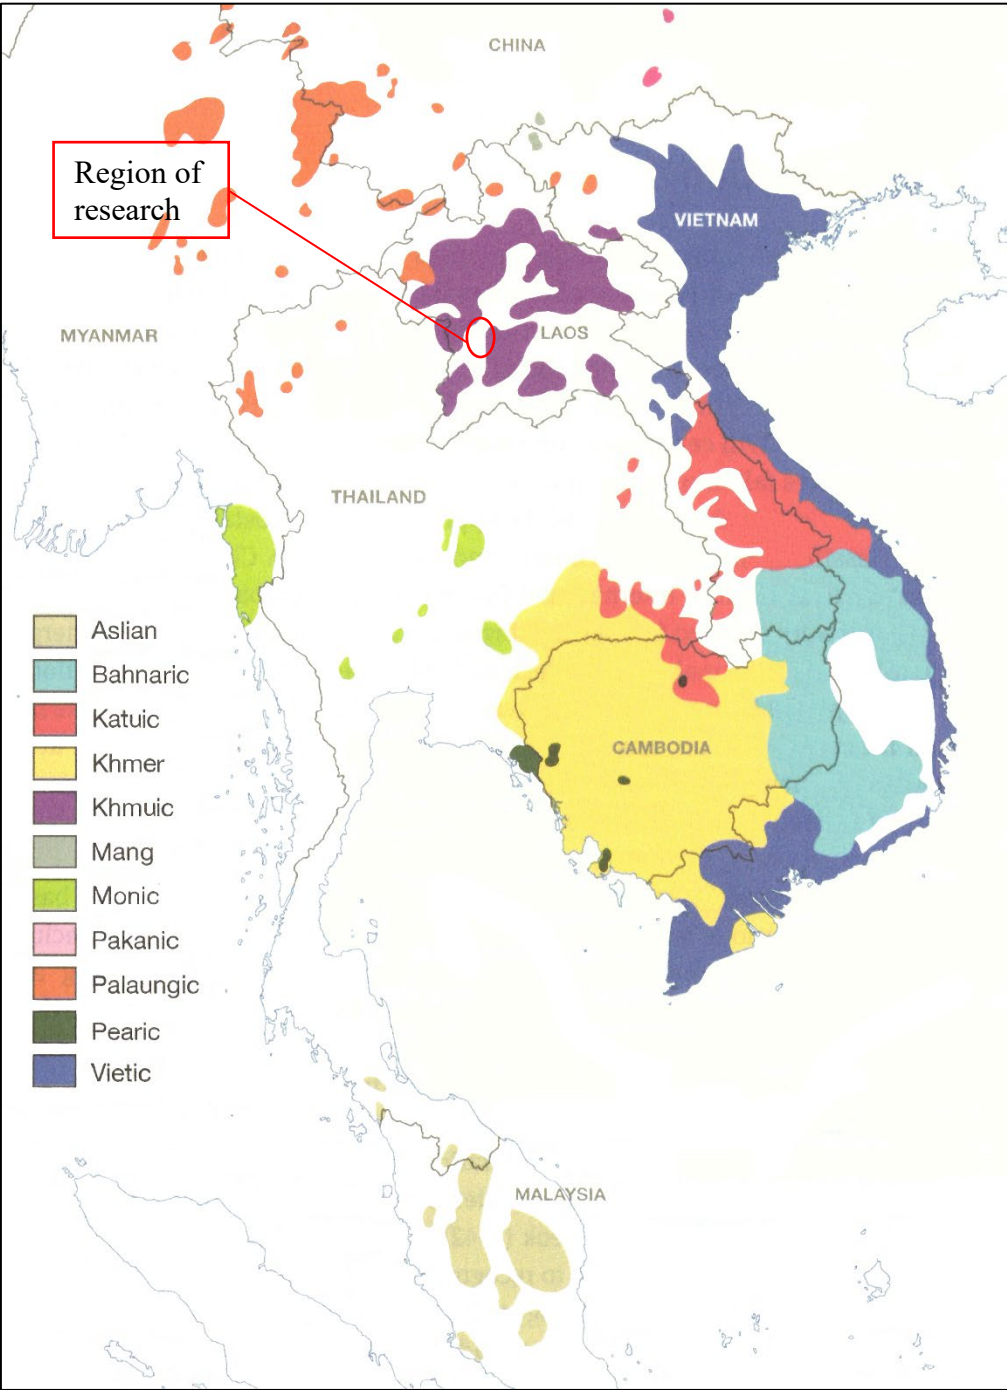 CHINA
Region of
research
VIETNAM
MYANMAR
LAOS
THAILAND
Aslian
Bahnaric
Katuic
Khmer
CAMBODIA
Khmuic
Mang
Monic
Pakanic
Palaungic
Pearic
Vietic
MALAYSIA